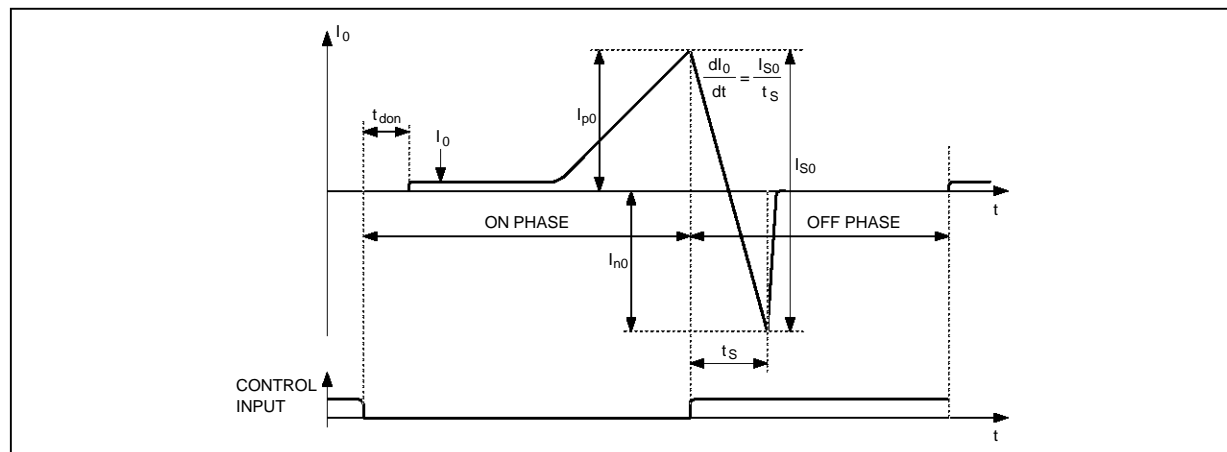 I0
tdon
I0
Ip0
dI0/dt = IS0/tS
IS0
t
ON PHASE
OFF PHASE
In0
tS
CONTROL
INPUT
t